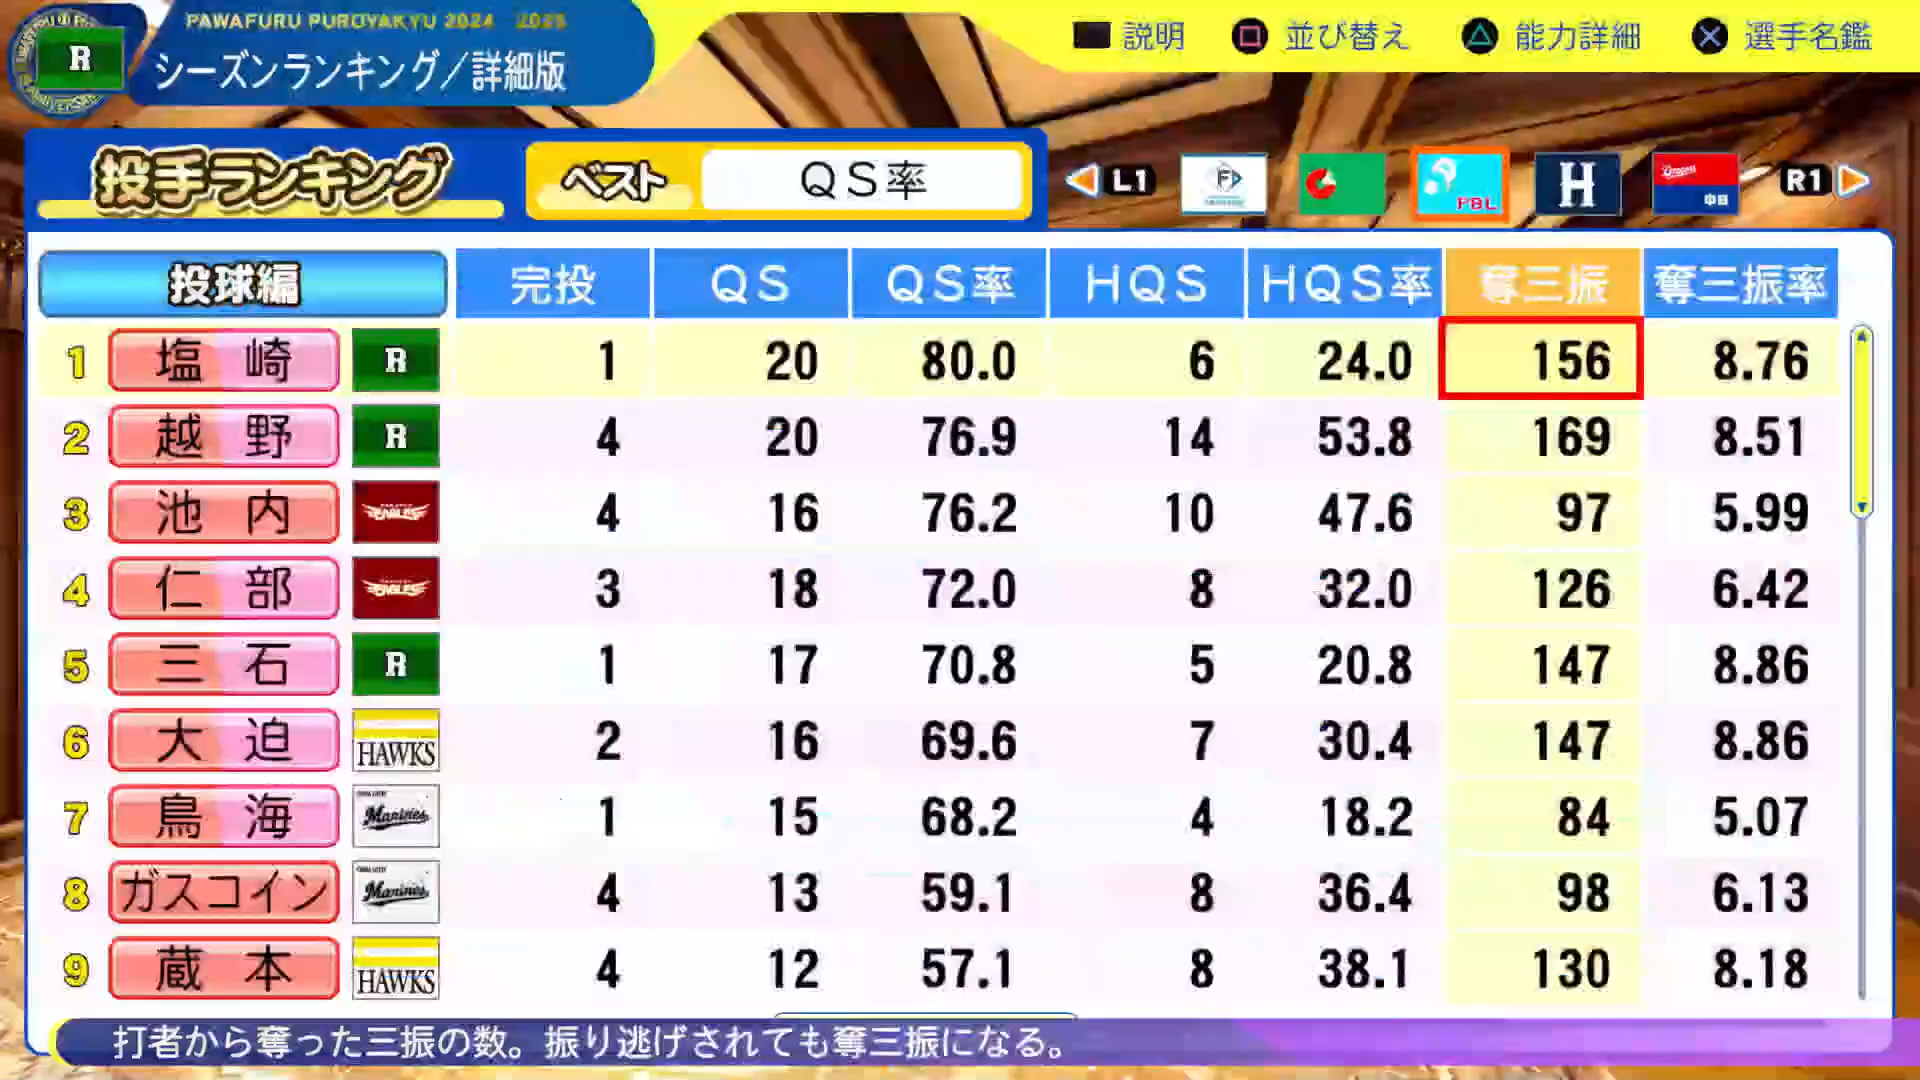 PAWAFURU PUROYAKYU 2024 2025
シーズンランキング／詳細版
R
説明 並び替え 能力詳細 選手名鑑
投手ランキング ベスト QS率 L1 F PBL H Dragons 中日 R1
投球編 完投 QS QS率 HQS HQS率 奪三振 奪三振率
1 塩崎 R 1 20 80.0 6 24.0 156 8.76
2 越野 R 4 20 76.9 14 53.8 169 8.51
3 池内 EAGLES 4 16 76.2 10 47.6 97 5.99
4 仁部 EAGLES 3 18 72.0 8 32.0 126 6.42
5 三石 R 1 17 70.8 5 20.8 147 8.86
6 大迫 HAWKS 2 16 69.6 7 30.4 147 8.86
7 鳥海 Marines 1 15 68.2 4 18.2 84 5.07
8 ガスコイン Marines 4 13 59.1 8 36.4 98 6.13
9 蔵本 HAWKS 4 12 57.1 8 38.1 130 8.18
打者から奪った三振の数。振り逃げされても奪三振になる。